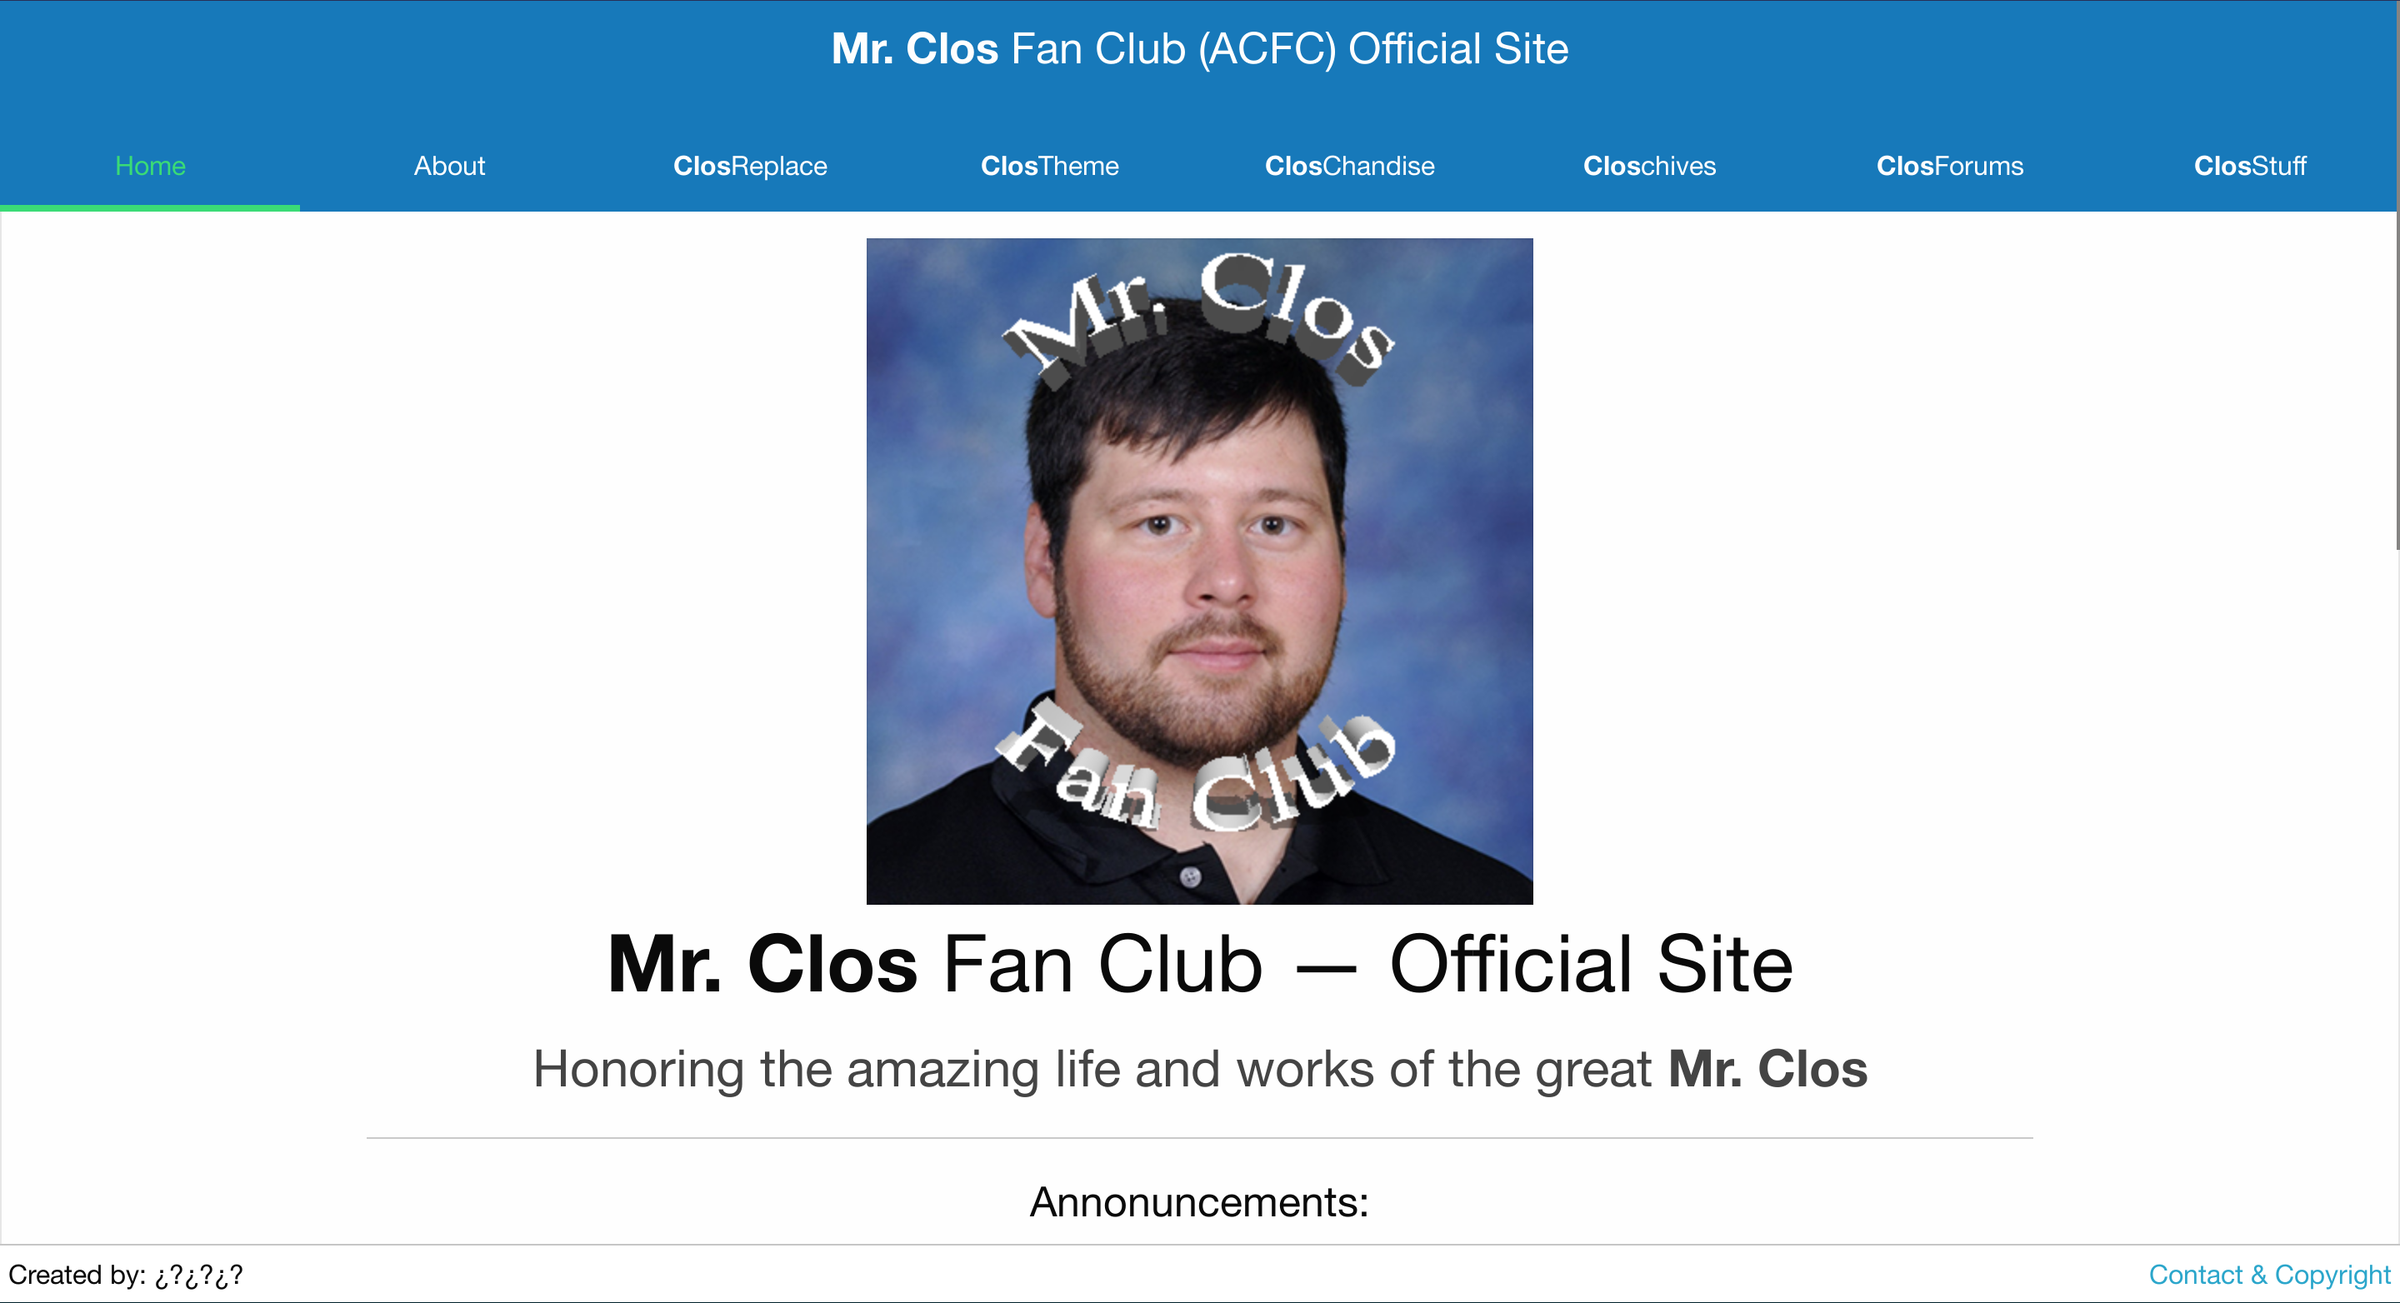 Mr. Clos Fan Club (ACFC) Official Site
Home About ClosReplace ClosTheme ClosChandise Closchives ClosForums ClosStuff
Mr. Clos
Fan Club
Mr. Clos Fan Club — Official Site
Honoring the amazing life and works of the great Mr. Clos
Annonuncements:
Created by: ¿?¿?¿? Contact & Copyright